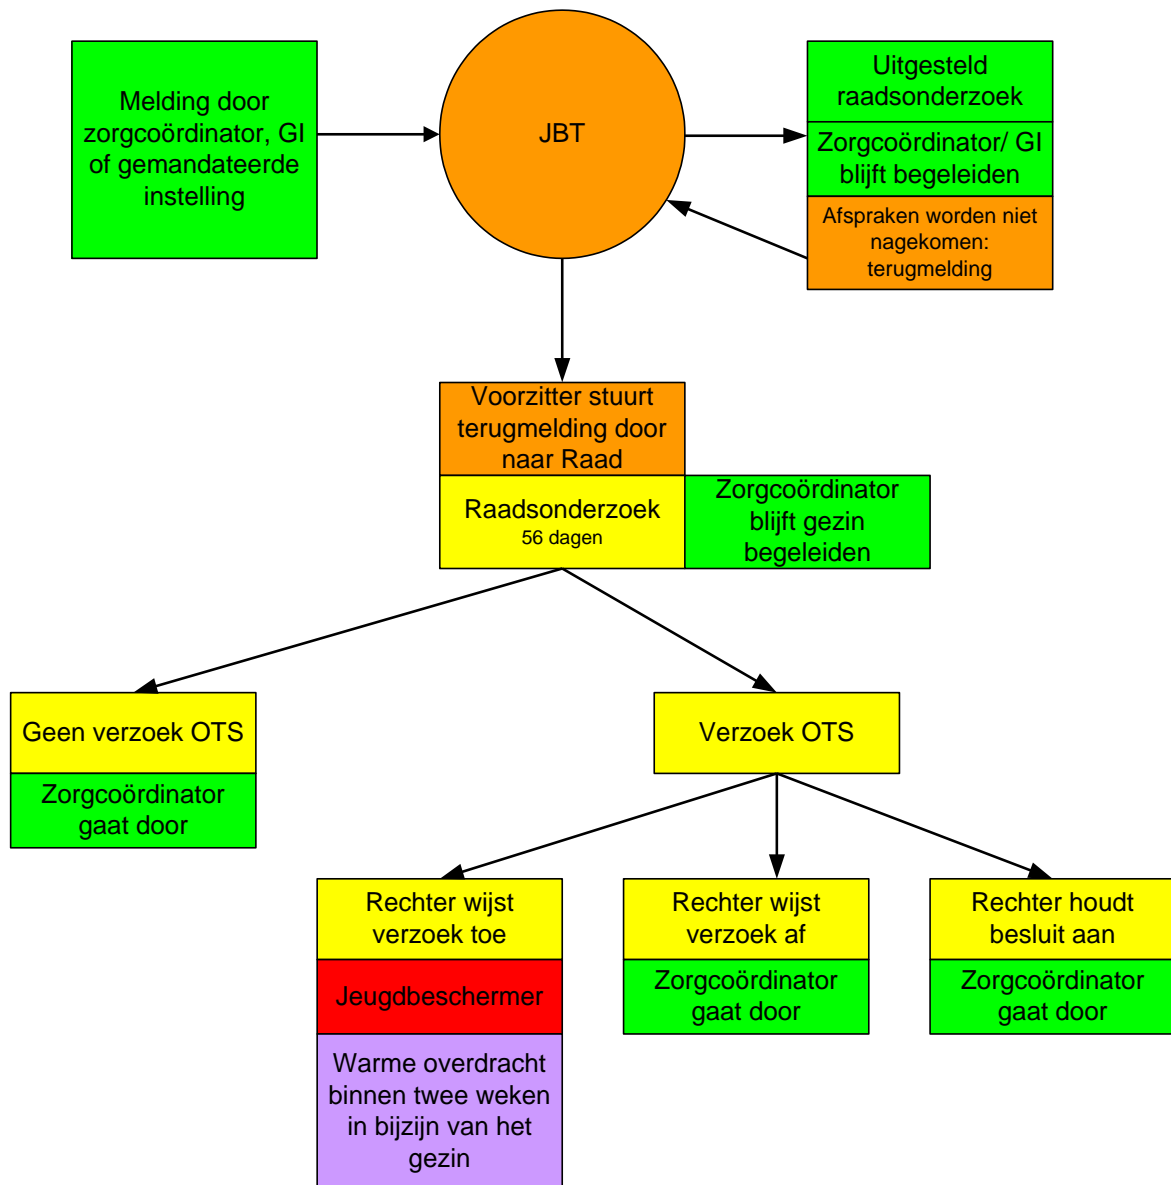 Melding door
zorgcoördinator, GI
of gemandateerde
instelling
JBT
Uitgesteld
raadsonderzoek
Zorgcoördinator/ GI
blijft begeleiden
Afspraken worden niet
nagekomen:
terugmelding
Voorzitter stuurt
terugmelding door
naar Raad
Raadsonderzoek
56 dagen
Zorgcoördinator
blijft gezin
begeleiden
Geen verzoek OTS
Zorgcoördinator
gaat door
Verzoek OTS
Rechter wijst
verzoek toe
Jeugdbeschermer
Warme overdracht
binnen twee weken
in bijzijn van het
gezin
Rechter wijst
verzoek af
Zorgcoördinator
gaat door
Rechter houdt
besluit aan
Zorgcoördinator
gaat door